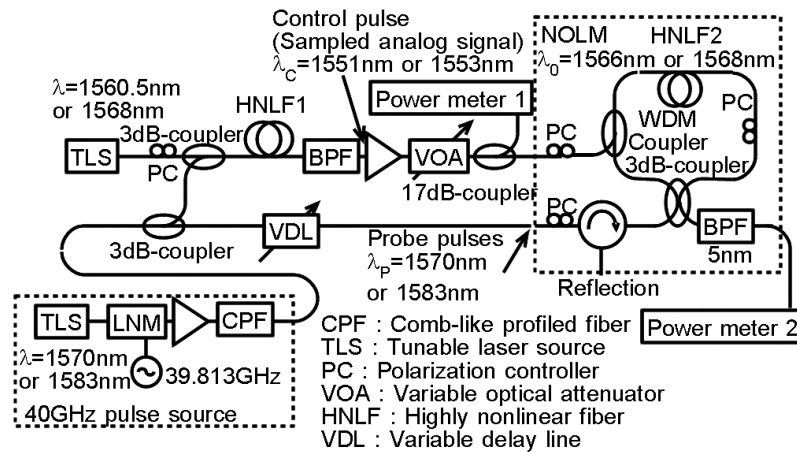 Control pulse
(Sampled analog signal)
λC=1551nm or 1553nm
NOLM
HNLF2
λ0=1566nm or 1568nm
λ=1560.5nm
or 1568nm
HNLF1
Power meter 1
PC
PC
WDM
Coupler
3dB-coupler
3dB-coupler
TLS
PC
BPF
VOA
17dB-coupler
PC
3dB-coupler
VDL
Probe pulses
λP=1570nm
or 1583nm
BPF
5nm
Reflection
TLS
LNM
CPF
λ=1570nm
or 1583nm
39.813GHz
40GHz pulse source
Power meter 2
CPF : Comb-like profiled fiber
TLS : Tunable laser source
PC : Polarization controller
VOA : Variable optical attenuator
HNLF : Highly nonlinear fiber
VDL : Variable delay line